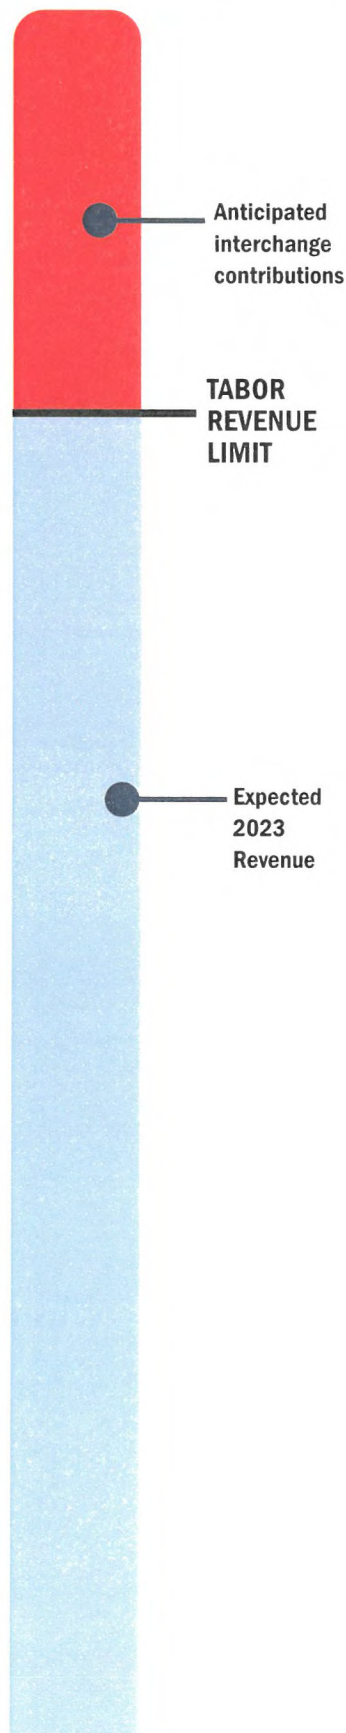 Anticipated
interchange
contributions
TABOR
REVENUE
LIMIT
Expected
2023
Revenue